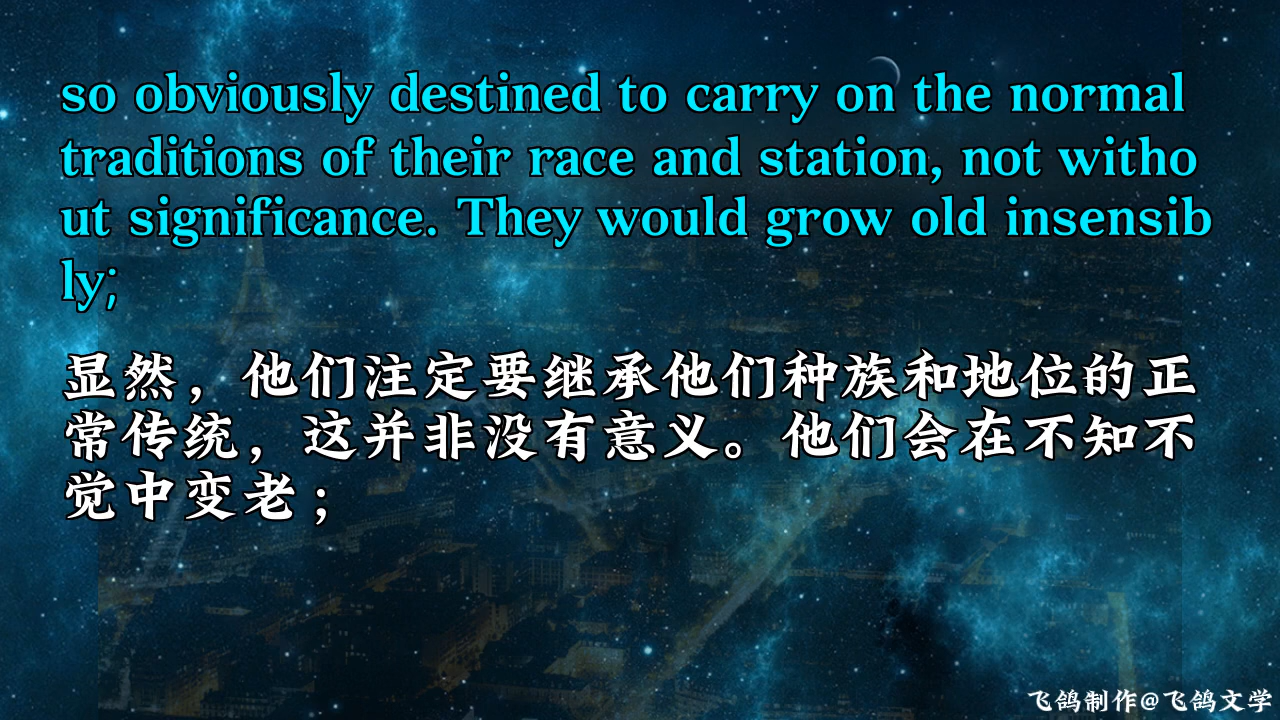 so obviously destined to carry on the normal
traditions of their race and station, not witho
ut significance. They would grow old insensib
ly;
显然，他们注定要继承他们种族和地位的正
常传统，这并非没有意义。他们会在不知不
觉中变老；
飞鸽制作@飞鸽文学